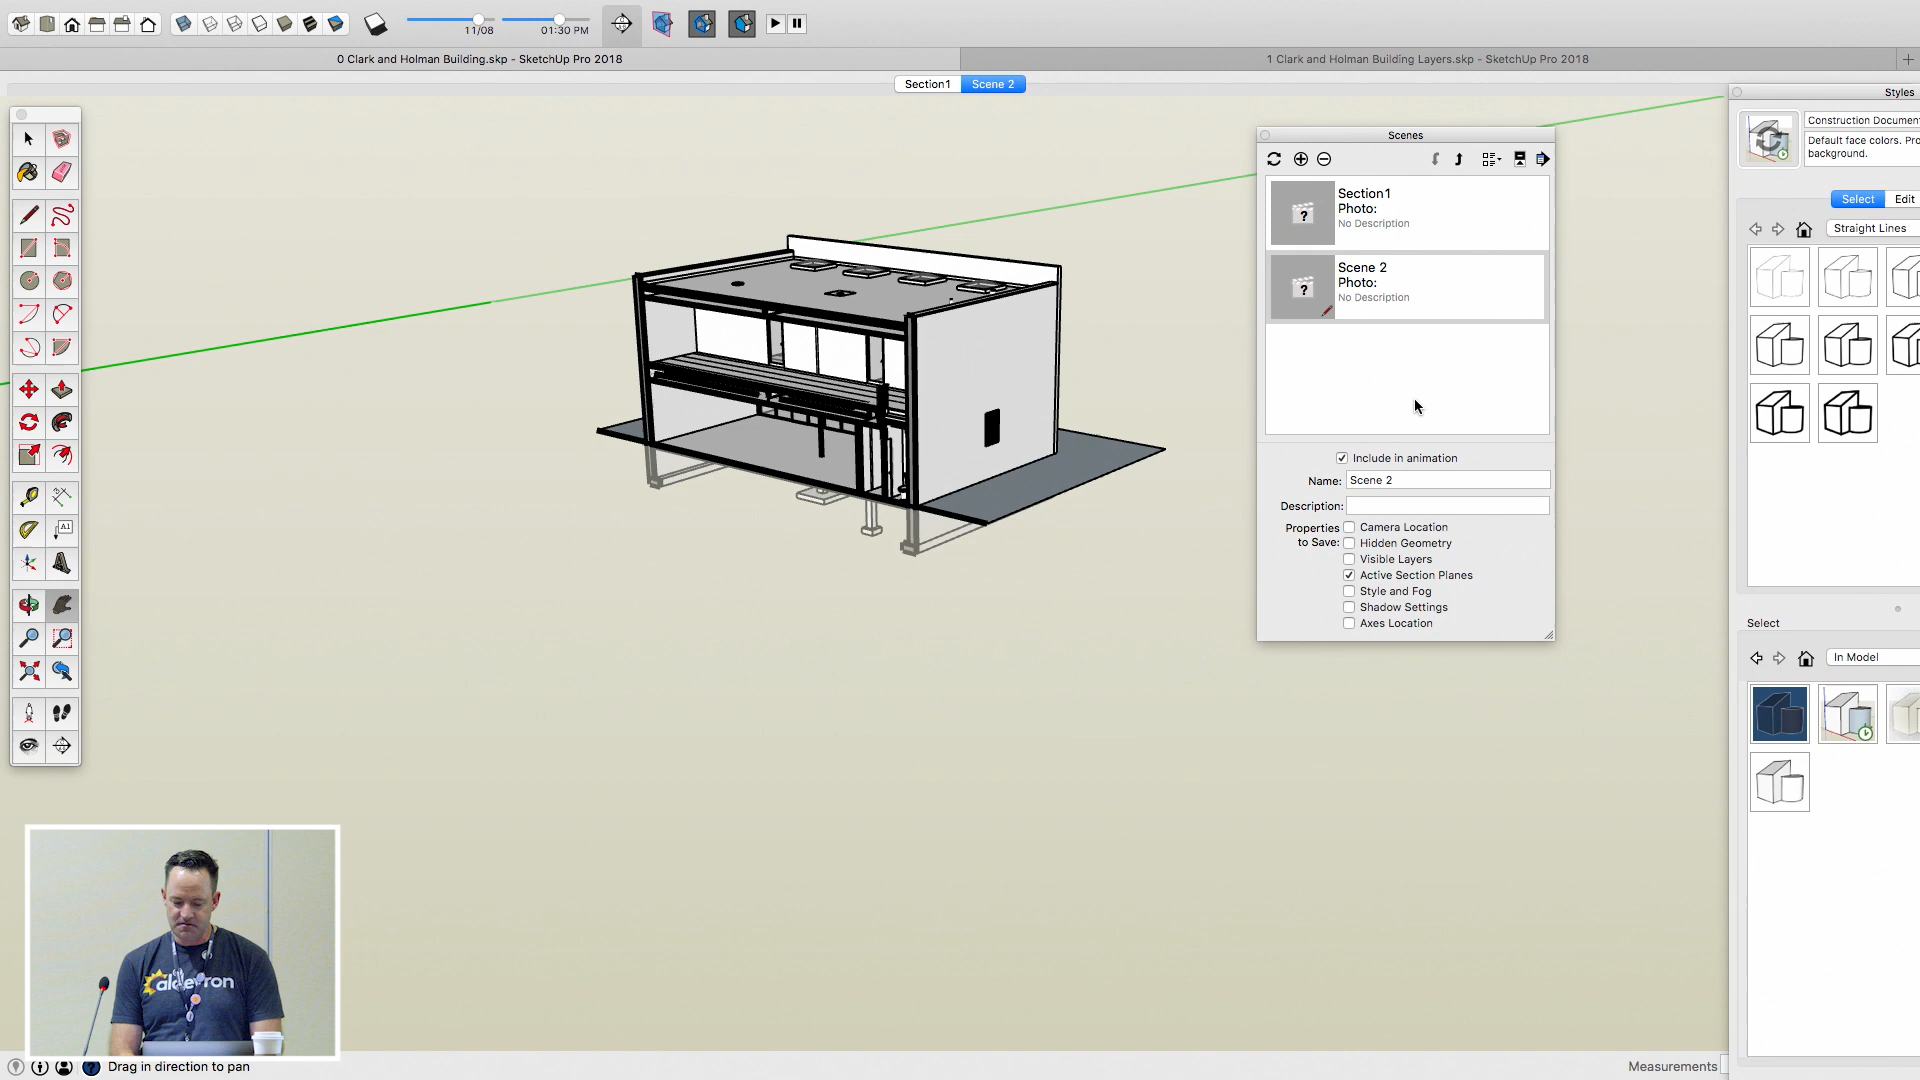 11/08
01:30 PM
0 Clark and Holman Building.skp - SketchUp Pro 2018
1 Clark and Holman Building Layers.skp - SketchUp Pro 2018
Section1
Scene 2
Styles
Construction Document
Default face colors. Pro
background.
Select
Edit
Straight Lines
Scenes
Section1
Photo:
No Description
Scene 2
Photo:
No Description
Include in animation
Name: Scene 2
Description:
Properties
to Save:
Camera Location
Hidden Geometry
Visible Layers
Active Section Planes
Style and Fog
Shadow Settings
Axes Location
Select
In Model
A1
Drag in direction to pan
Measurements